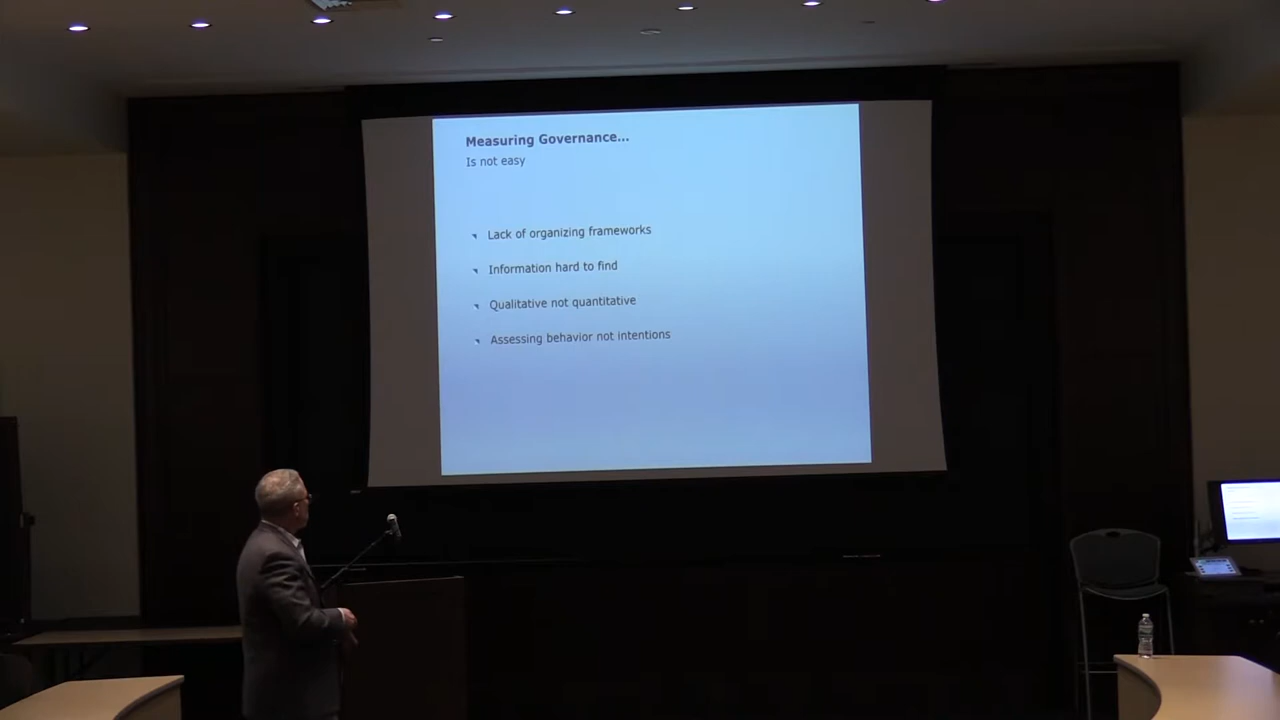 Measuring Governance...
Is not easy
Lack of organizing frameworks
Information hard to find
Qualitative not quantitative
Assessing behavior not intentions